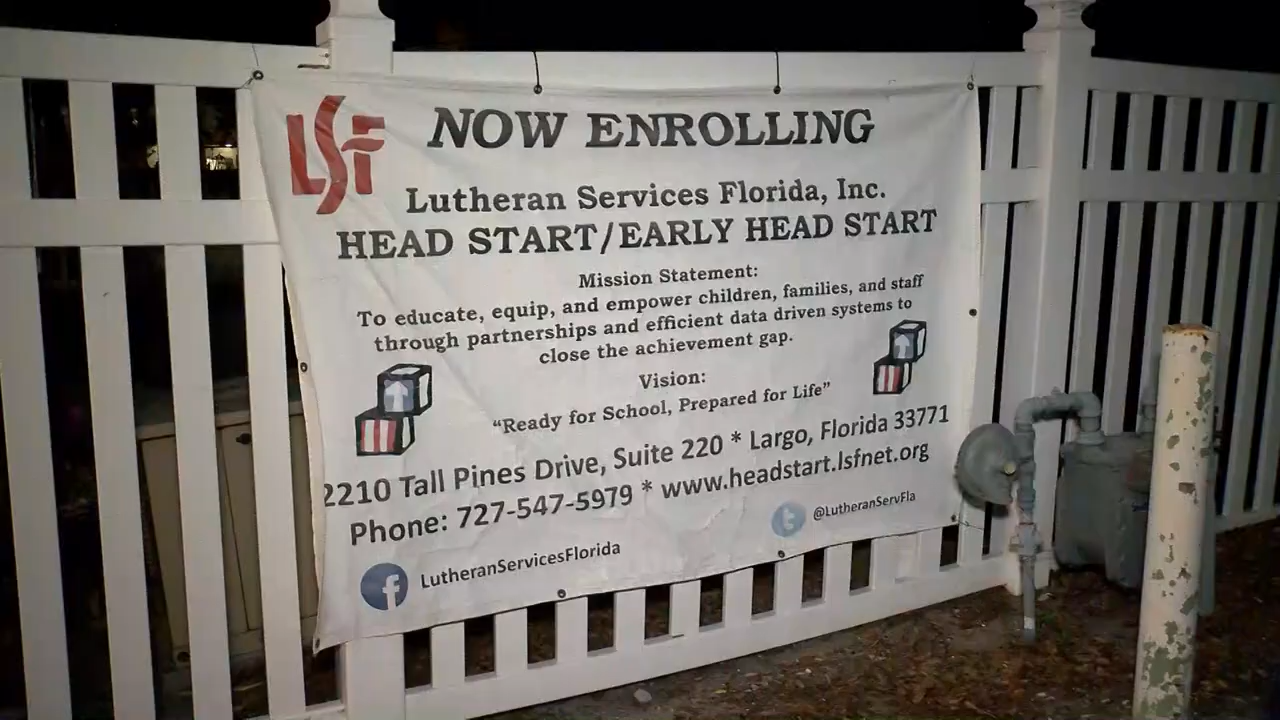 LSF
NOW ENROLLING
Lutheran Services Florida, Inc.
HEAD START/EARLY HEAD START
Mission Statement:
To educate, equip, and empower children, families, and staff
through partnerships and efficient data driven systems to
close the achievement gap.
Vision:
“Ready for School, Prepared for Life”
2210 Tall Pines Drive, Suite 220 * Largo, Florida 33771
Phone: 727-547-5979 * www.headstart.lsfnet.org
@LutheranServFla
LutheranServicesFlorida